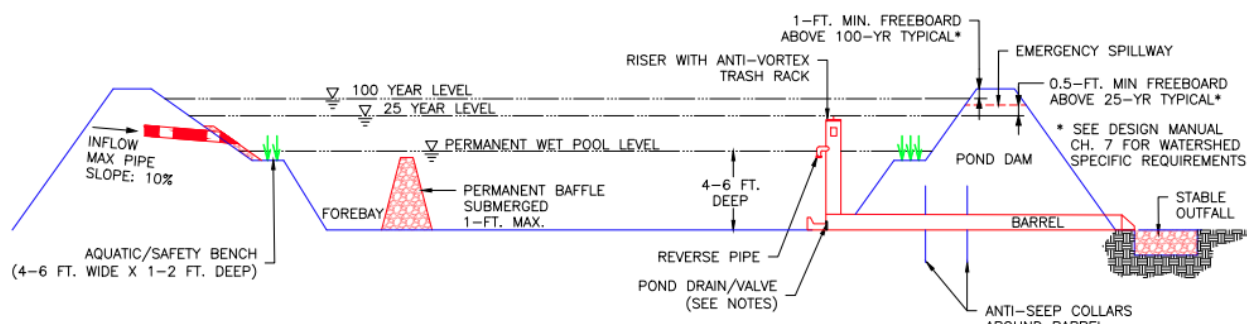 1-FT. MIN. FREEBOARD
ABOVE 100-YR TYPICAL*
EMERGENCY SPILLWAY
RISER WITH ANTI-VORTEX
TRASH RACK
0.5-FT. MIN FREEBOARD
ABOVE 25-YR TYPICAL*
100 YEAR LEVEL
25 YEAR LEVEL
* SEE DESIGN MANUAL
CH. 7 FOR WATERSHED
SPECIFIC REQUIREMENTS
INFLOW
MAX PIPE
SLOPE: 10%
PERMANENT WET POOL LEVEL
POND DAM
4-6 FT.
DEEP
PERMANENT BAFFLE
SUBMERGED
1-FT. MAX.
FOREBAY
STABLE
OUTFALL
BARREL
AQUATIC/SAFETY BENCH
(4-6 FT. WIDE X 1-2 FT. DEEP)
REVERSE PIPE
POND DRAIN/VALVE
(SEE NOTES)
ANTI-SEEP COLLARS
AROUND BARREL